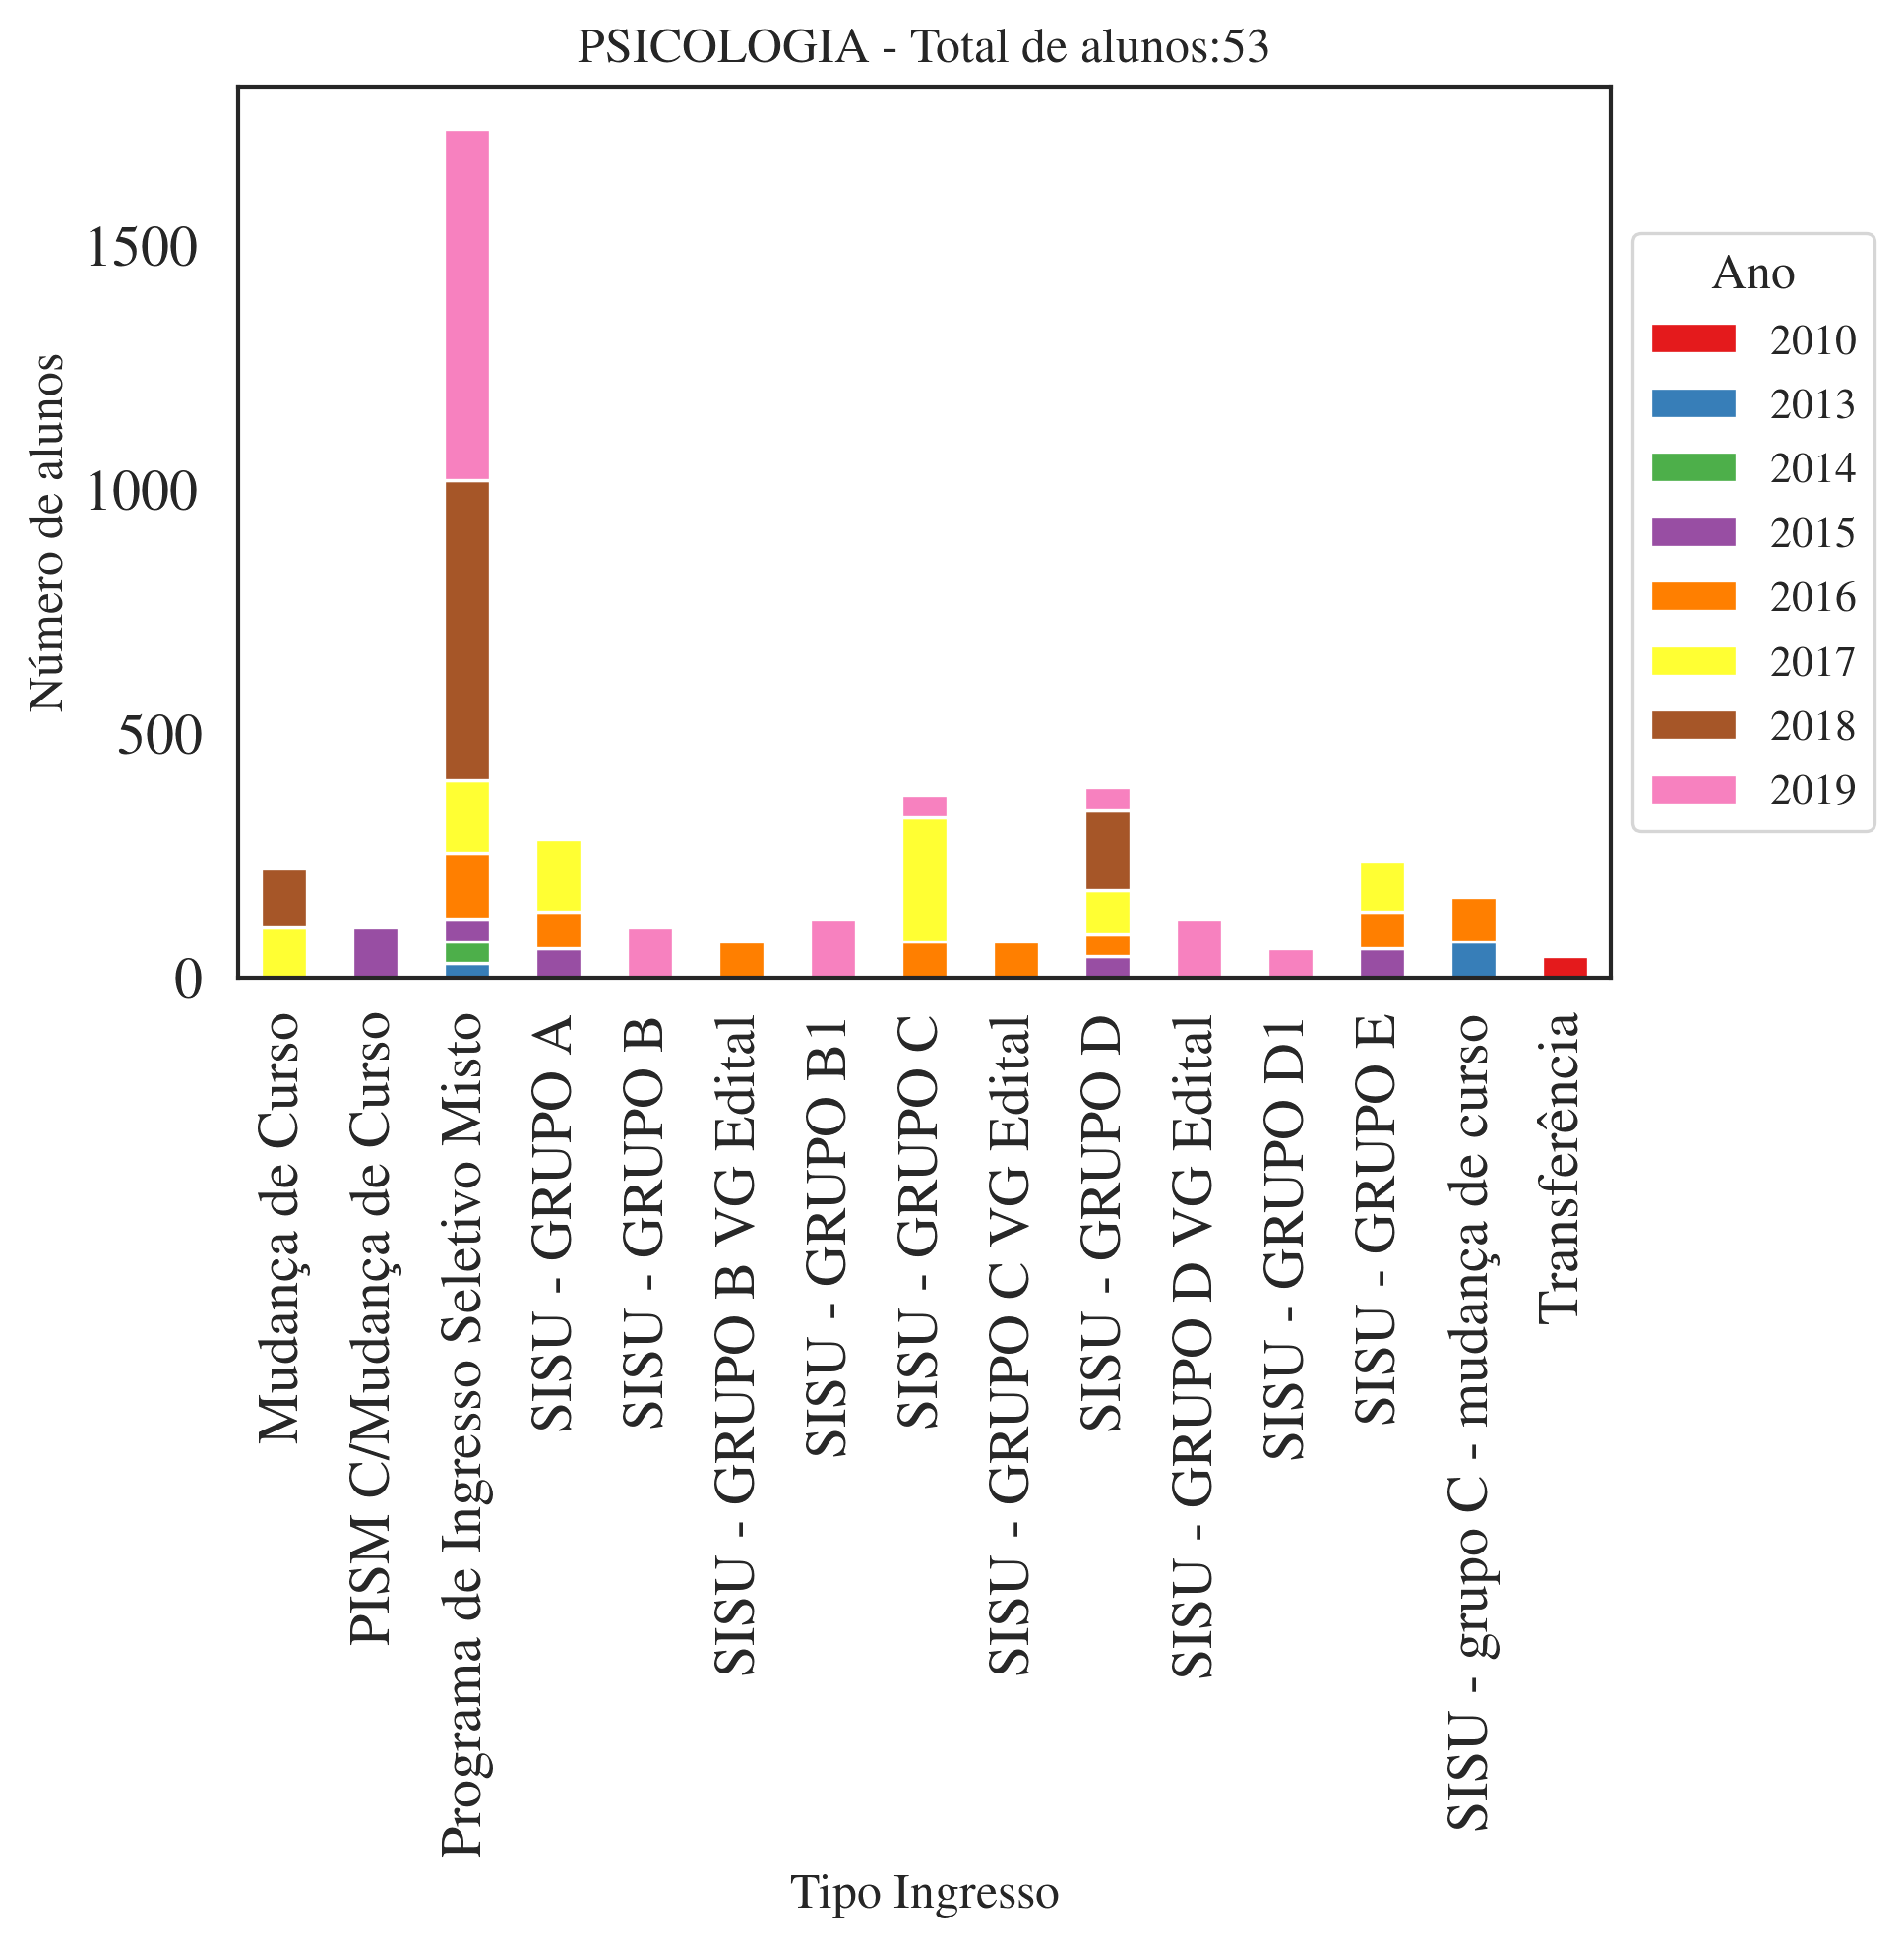 PSICOLOGIA - Total de alunos:53
Número de alunos
1500
1000
500
0
Ano
2010
2013
2014
2015
2016
2017
2018
2019
Mudança de Curso
PISM C/Mudança de Curso
Programa de Ingresso Seletivo Misto
SISU - GRUPO A
SISU - GRUPO B
SISU - GRUPO B VG Edital
SISU - GRUPO B1
SISU - GRUPO C
SISU - GRUPO C VG Edital
SISU - GRUPO D
SISU - GRUPO D VG Edital
SISU - GRUPO D1
SISU - GRUPO E
SISU - grupo C - mudança de curso
Transferência
Tipo Ingresso